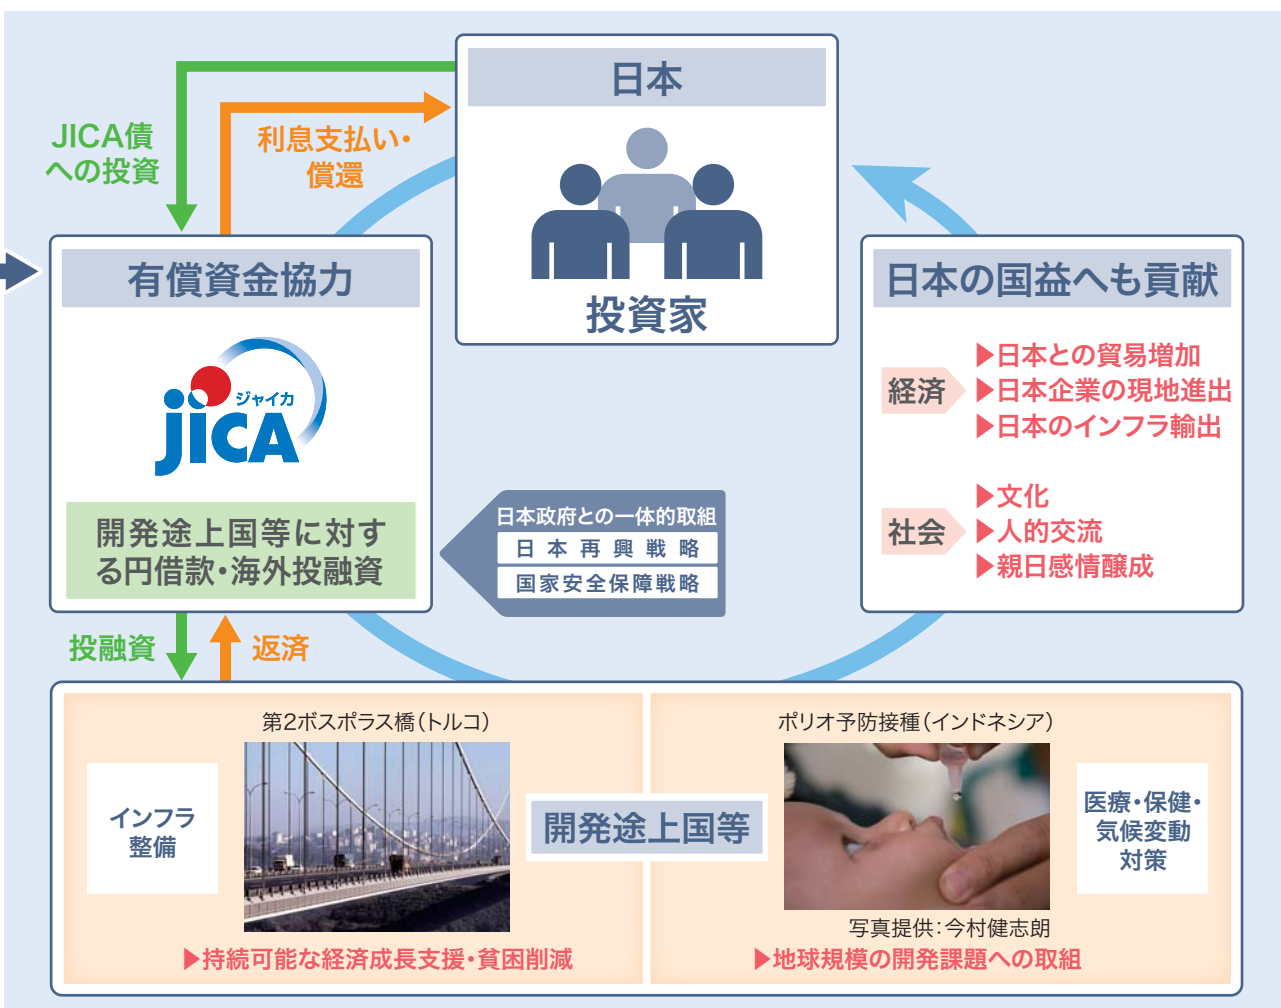 日本
投資家
JICA債
への投資
利息支払い・
償還
有償資金協力
ジャイカ
JICA
開発途上国等に対す
る円借款・海外投融資
日本政府との一体的取組
日本再興戦略
国家安全保障戦略
日本の国益へも貢献
経済
▶日本との貿易増加
▶日本企業の現地進出
▶日本のインフラ輸出
社会
▶文化
▶人的交流
▶親日感情醸成
投融資
返済
第2ボスポラス橋（トルコ）
インフラ
整備
▶持続可能な経済成長支援・貧困削減
開発途上国等
ポリオ予防接種（インドネシア）
医療・保健・
気候変動
対策
写真提供：今村健志朗
▶地球規模の開発課題への取組